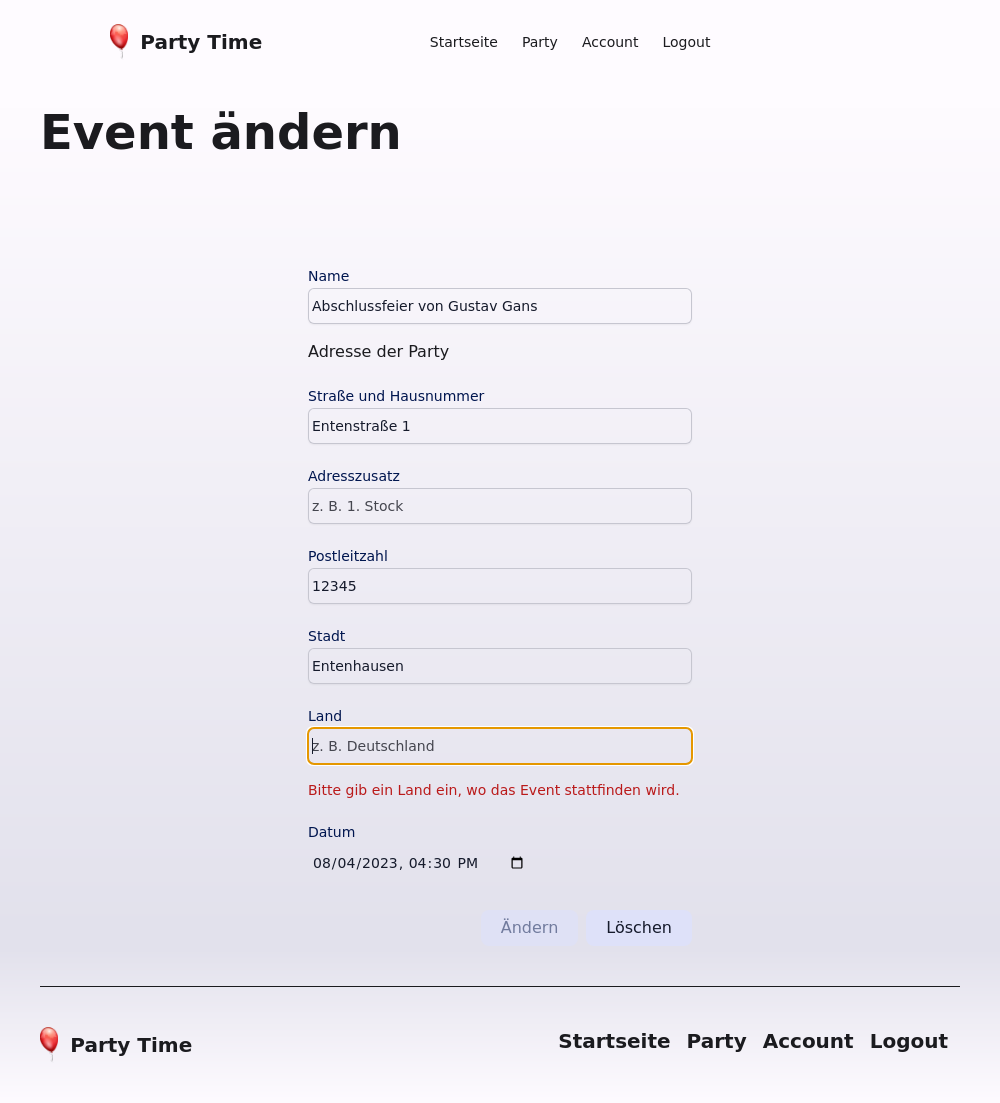 Party Time
Startseite Party Account Logout
Event ändern
Name
Abschlussfeier von Gustav Gans
Adresse der Party
Straße und Hausnummer
Entenstraße 1
Adresszusatz
z. B. 1. Stock
Postleitzahl
12345
Stadt
Entenhausen
Land
z. B. Deutschland
Bitte gib ein Land ein, wo das Event stattfinden wird.
Datum
08/04/2023, 04:30 PM
Ändern Löschen
Party Time
Startseite Party Account Logout